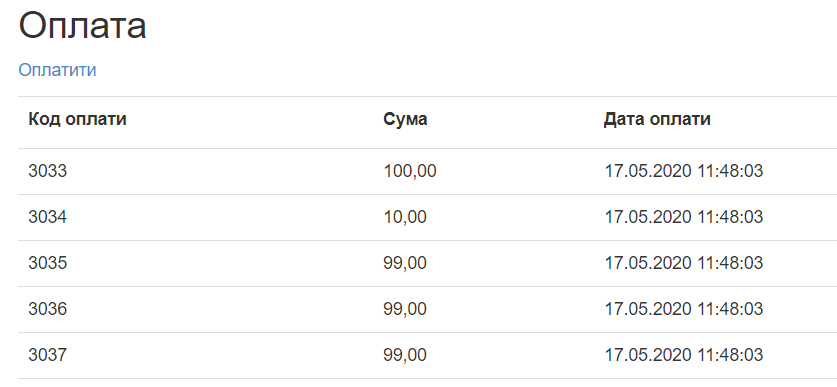 Оплата
Оплатити
Код оплати Сума Дата оплати
3033 100,00 17.05.2020 11:48:03
3034 10,00 17.05.2020 11:48:03
3035 99,00 17.05.2020 11:48:03
3036 99,00 17.05.2020 11:48:03
3037 99,00 17.05.2020 11:48:03